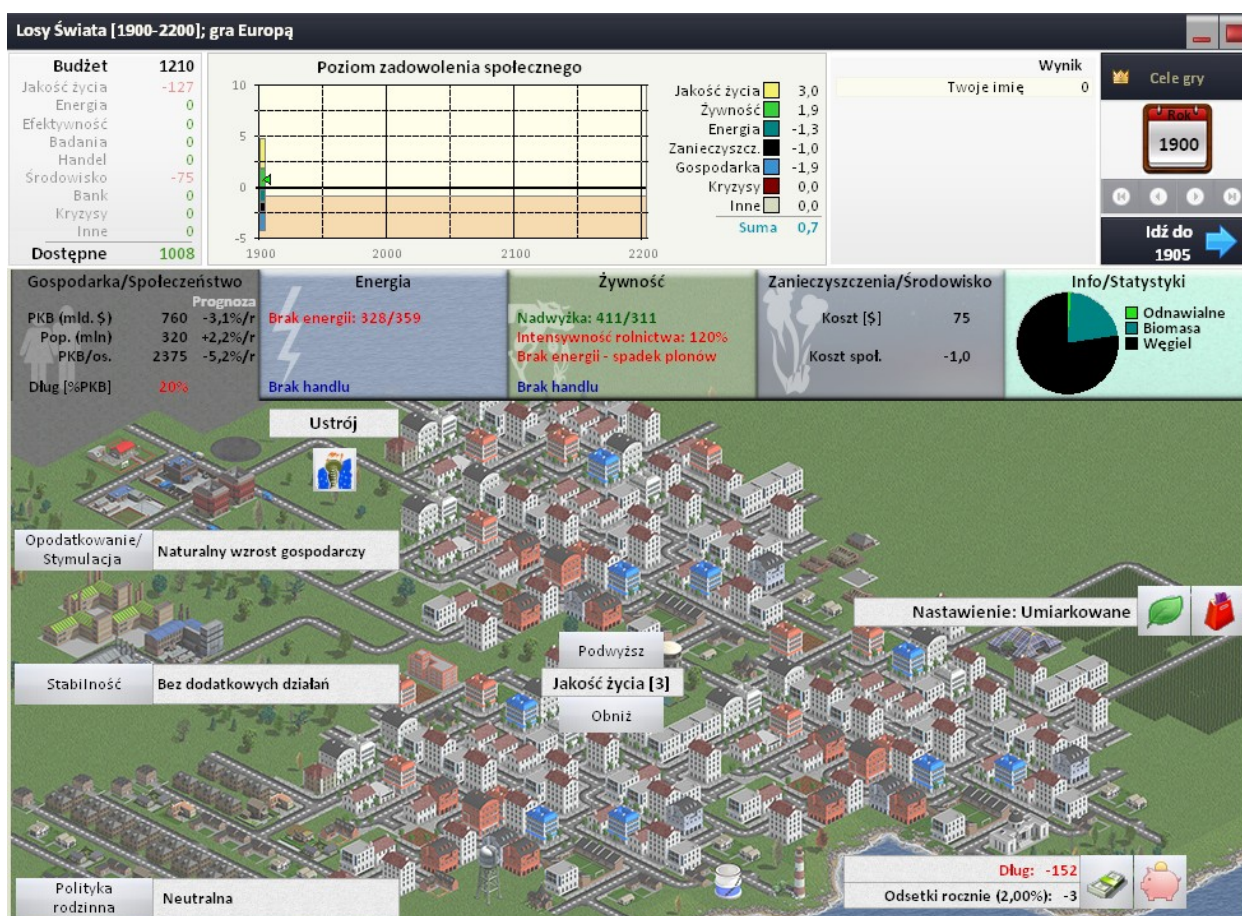 Losy Świata [1900-2200]; gra Europą
Budżet 1210
Jakość życia -127
Energia 0
Efektywność 0
Badania 0
Handel 0
Środowisko -75
Bank 0
Kryzysy 0
Inne 0
Dostępne 1008
Poziom zadowolenia społecznego
10
5
0
-5
1900 2000 2100 2200
Jakość życia 3,0
Żywność 1,9
Energia -1,3
Zanieczyszcz. -1,0
Gospodarka -1,9
Kryzysy 0,0
Inne 0,0
Suma 0,7
Wynik
Twoje imię 0
Cele gry
Rok
1900
Idź do
1905
Gospodarka/Społeczeństwo
Prognoza
PKB (mld. $) 760 -3,1%/r
Pop. (mln) 320 +2,2%/r
PKB/os. 2375 -5,2%/r
Dług [%PKB] 20%
Energia
Brak energii: 328/359
Brak handlu
Żywność
Nadwyżka: 411/311
Intensywność rolnictwa: 120%
Brak energii - spadek plonów
Brak handlu
Zanieczyszczenia/Środowisko
Koszt [$] 75
Koszt społ. -1,0
Info/Statystyki
Odnawialne
Biomasa
Węgiel
Ustrój
Opodatkowanie/
Stymulacja
Naturalny wzrost gospodarczy
Nastawienie: Umiarkowane
Podwyższ
Stabilność
Bez dodatkowych działań
Jakość życia [3]
Obniż
Dług: -152
Odsetki rocznie (2,00%): -3
Polityka
rodzinna
Neutralna